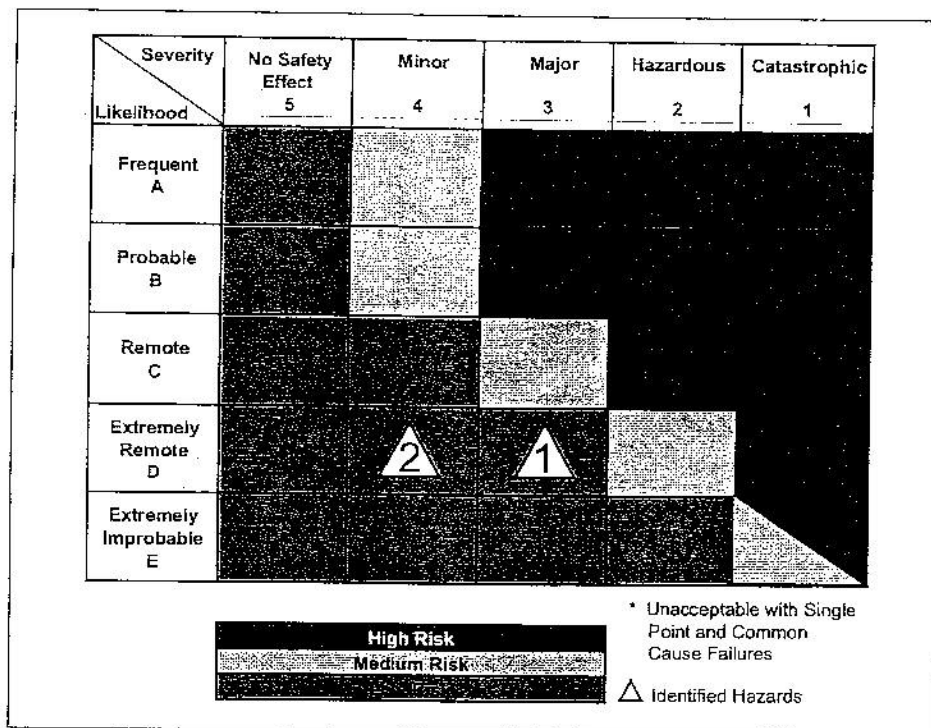 Severity
Likelihood
No Safety
Effect
5
Minor
4
Major
3
Hazardous
2
Catastrophic
1
Frequent
A
Probable
B
Remote
C
Extremely
Remote
D
2
1
Extremely
Improbable
E
High Risk
Medium Risk
* Unacceptable with Single
Point and Common
Cause Failures
Identified Hazards